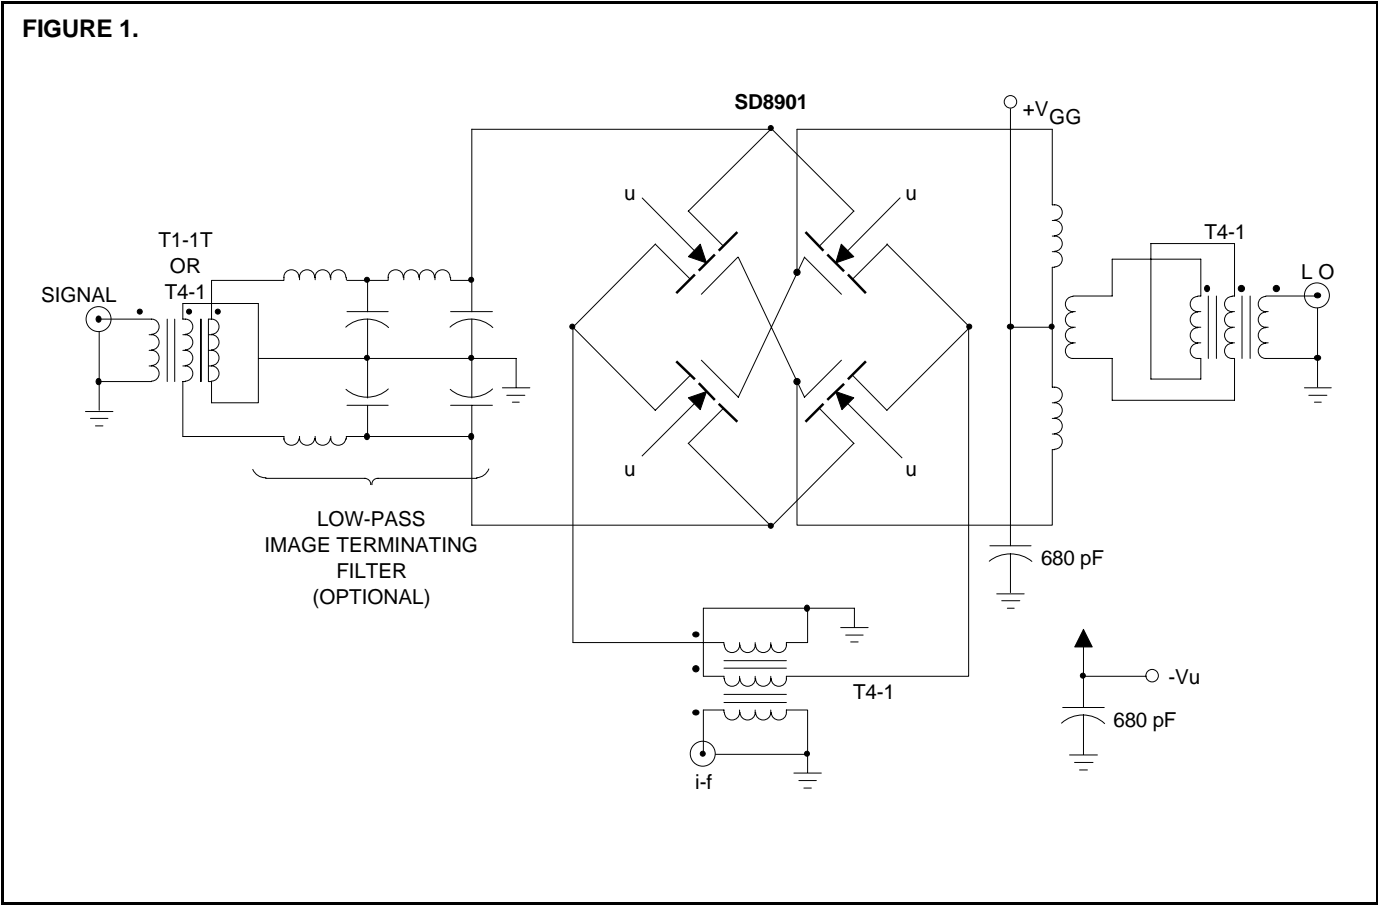 FIGURE 1.
SD8901
+VGG
u
u
T1-1T
OR
T4-1
T4-1
SIGNAL
L O
u
u
LOW-PASS
IMAGE TERMINATING
FILTER
(OPTIONAL)
680 pF
T4-1
-Vu
680 pF
i-f